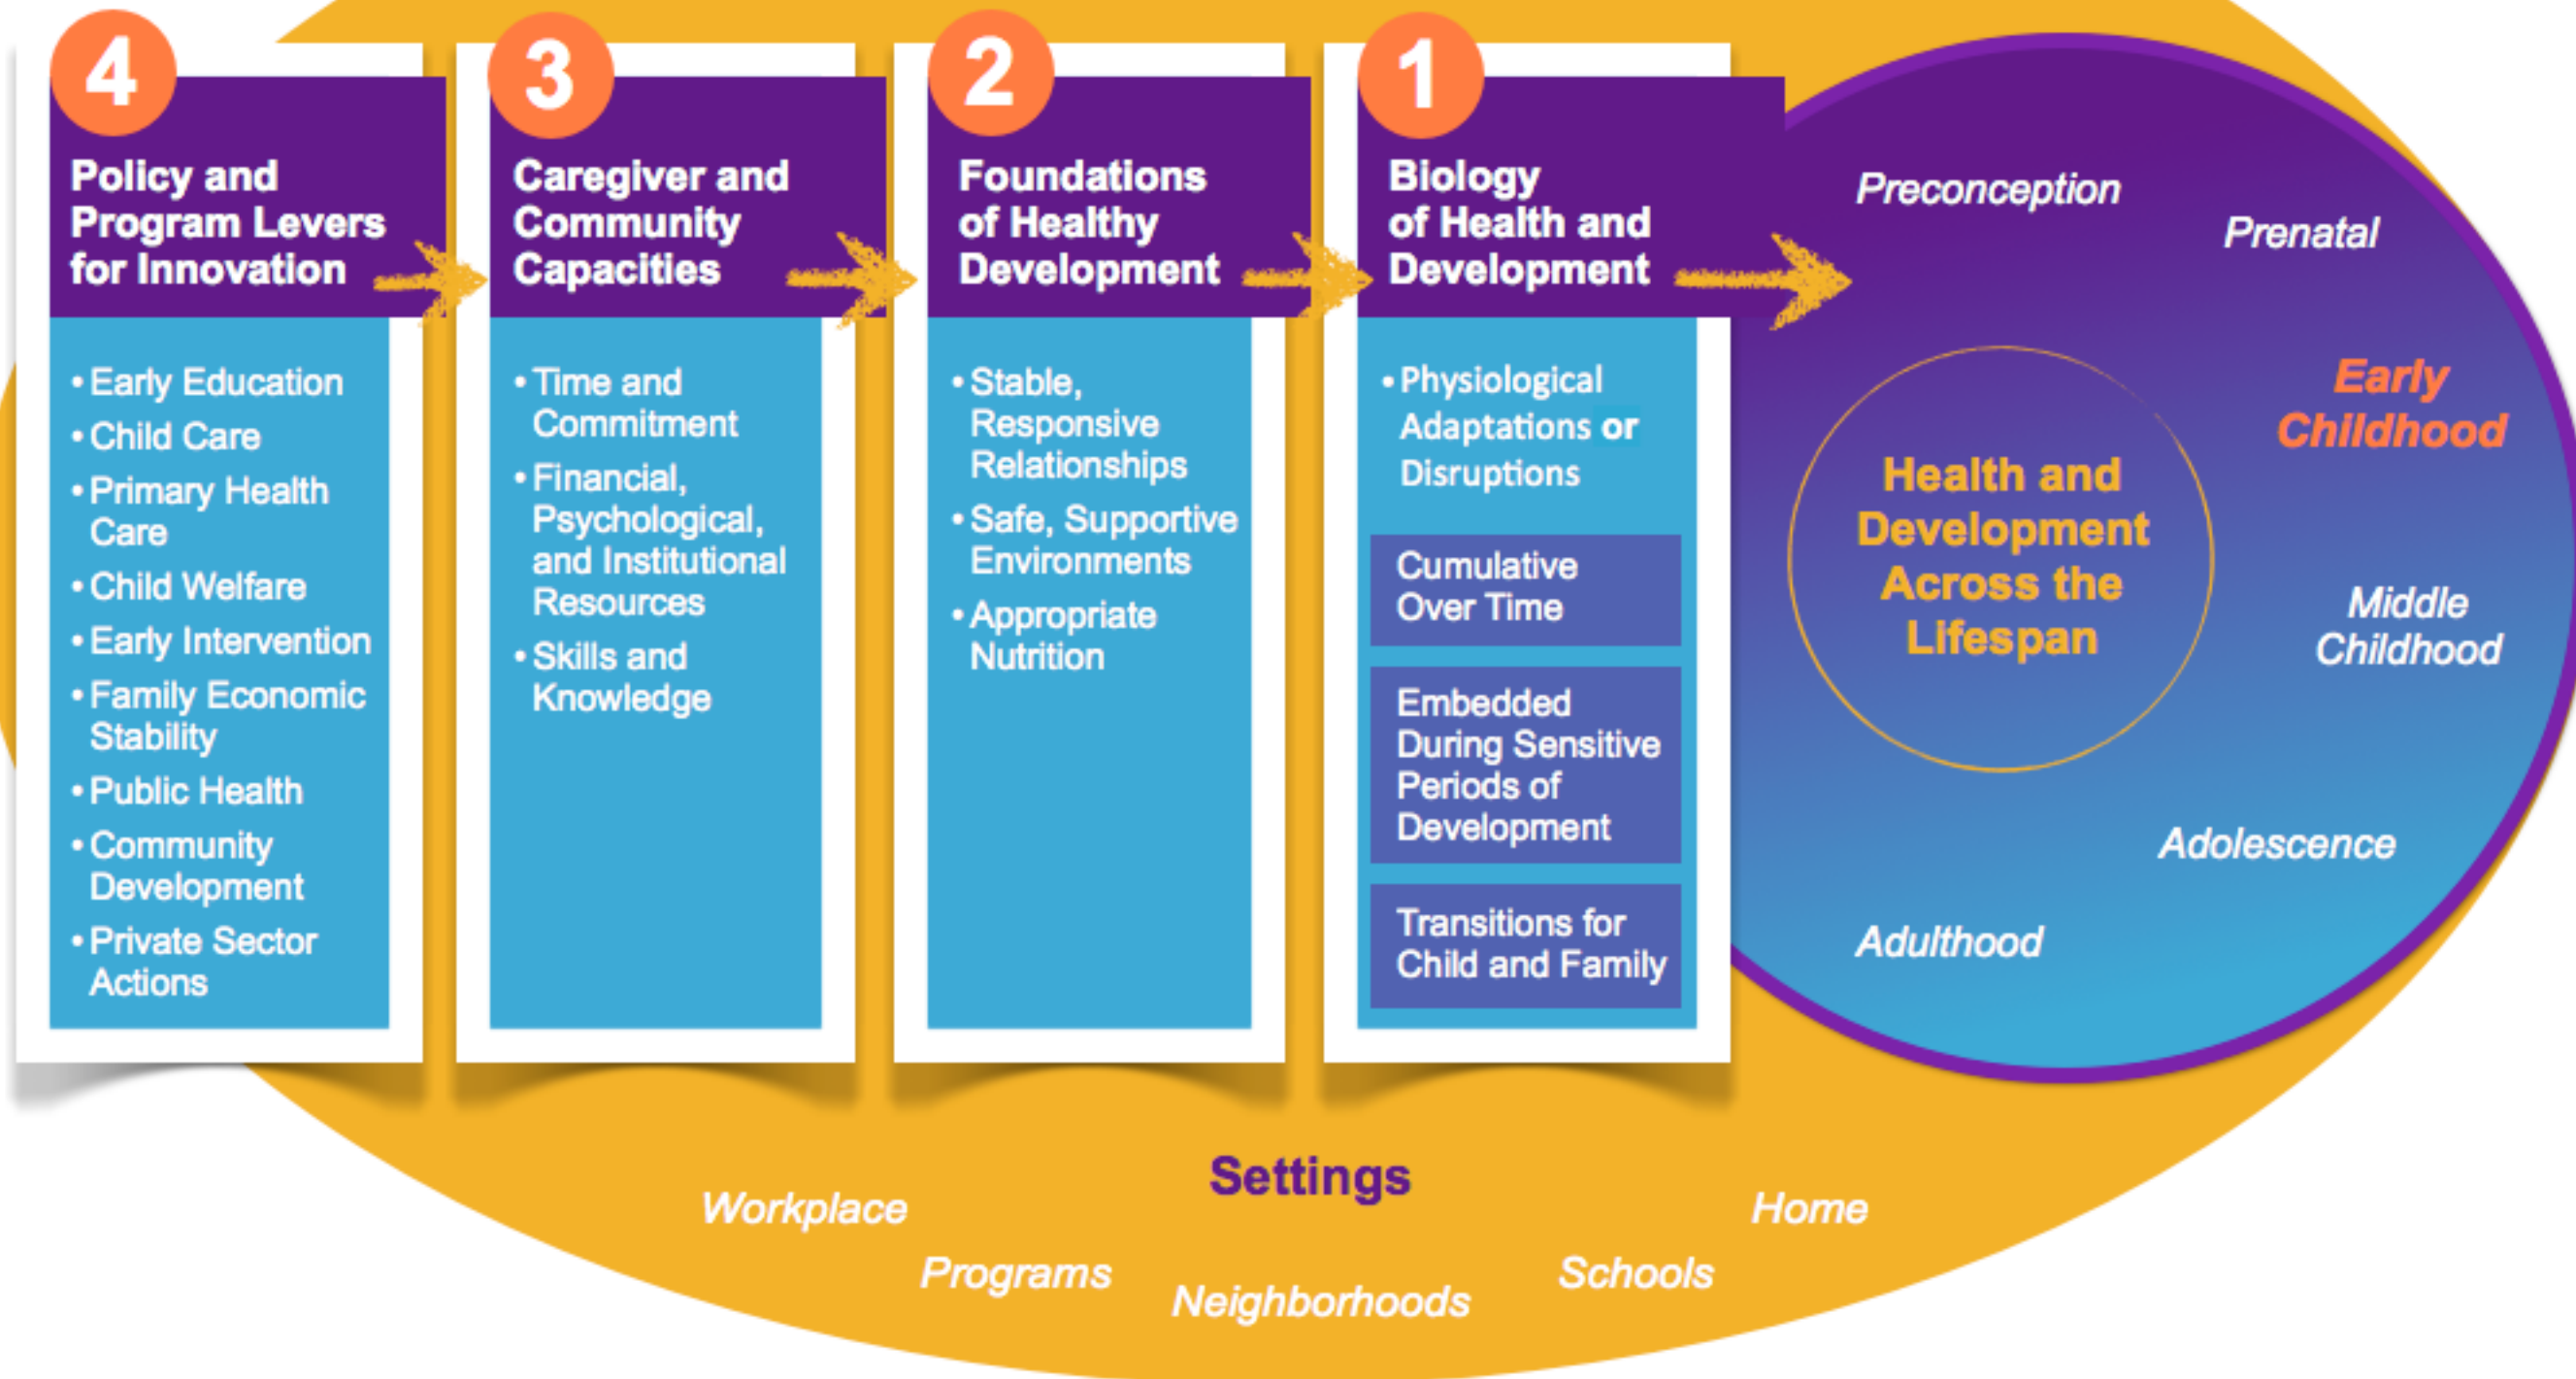 4
Policy and
Program Levers
for Innovation
• Early Education
• Child Care
• Primary Health
Care
• Child Welfare
• Early Intervention
• Family Economic
Stability
• Public Health
• Community
Development
• Private Sector
Actions
3
Caregiver and
Community
Capacities
• Time and
Commitment
• Financial,
Psychological,
and Institutional
Resources
• Skills and
Knowledge
2
Foundations
of Healthy
Development
• Stable,
Responsive
Relationships
• Safe, Supportive
Environments
• Appropriate
Nutrition
1
Biology
of Health and
Development
• Physiological
Adaptations or
Disruptions
Cumulative
Over Time
Embedded
During Sensitive
Periods of
Development
Transitions for
Child and Family
Health and
Development
Across the
Lifespan
Preconception
Prenatal
Early
Childhood
Middle
Childhood
Adolescence
Adulthood
Settings
Workplace
Programs
Neighborhoods
Schools
Home